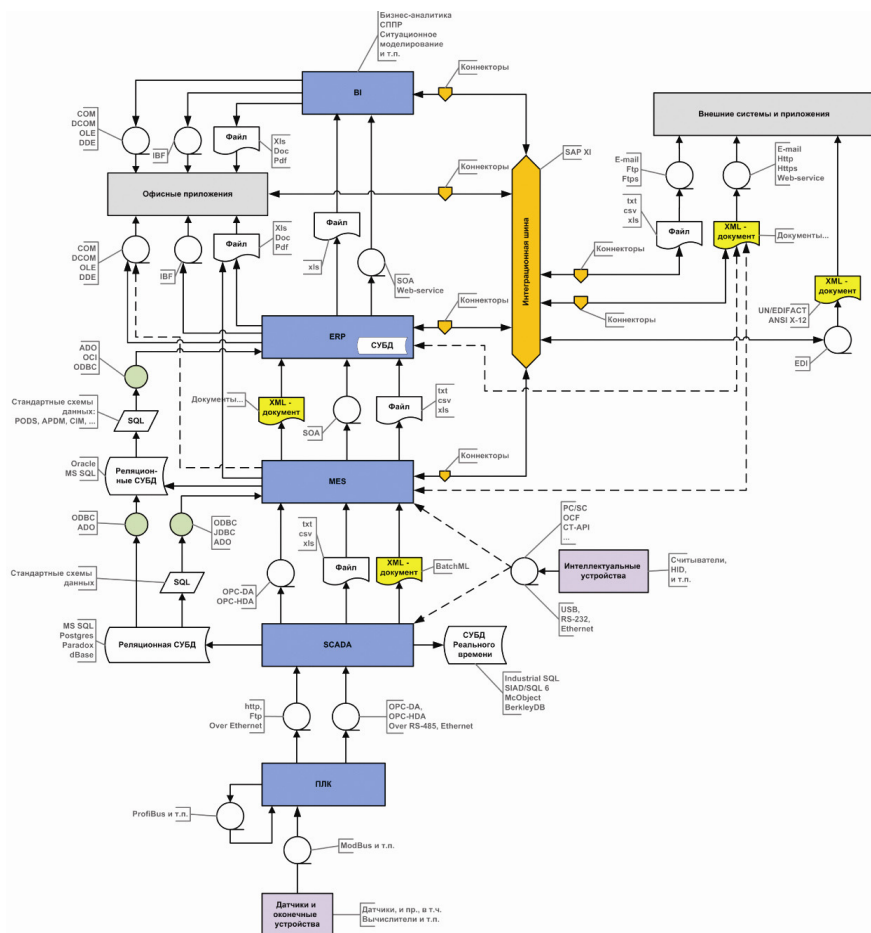 Бизнес-аналитика
СППР
Ситуационное
моделирование
и т.п.
Коннекторы
BI
COM
DCOM
OLE
DDE
IBF
Файл
Xls
Doc
Pdf
Внешние системы и приложения
SAP XI
E-mail
Ftp
Ftps
E-mail
Http
Https
Web-service
Коннекторы
Офисные приложения
txt
csv
xls
Файл
XML -
документ
Документы...
COM
DCOM
OLE
DDE
IBF
Файл
Xls
Doc
Pdf
Файл
xls
SOA
Web-service
Интеграционная шина
Коннекторы
Коннекторы
XML -
документ
UN/EDIFACT
ANSI X-12
EDI
Коннекторы
ERP
СУБД
ADO
OCI
ODBC
Стандартные схемы
данных:
PODS, APDM, CIM, ...
SQL
Документы...
XML -
документ
SOA
Файл
txt
csv
xls
Oracle
MS SQL
Реляцион-
ные СУБД
MES
Коннекторы
ODBC
ADO
ODBC
JDBC
ADO
txt
csv
xls
PC/SC
OCF
CT-API
...
Стандартные схемы
данных
SQL
OPC-DA
OPC-HDA
Файл
XML -
документ
BatchML
Интеллектуальные
устройства
Считыватели,
HID,
и т.п.
USB,
RS-232,
Ethernet
MS SQL
Postgres
Paradox
dBase
Реляционная СУБД
SCADA
СУБД
Реального
времени
Industrial SQL
SIAD/SQL 6
McObject
BerkleyDB
http,
Ftp
Over Ethernet
OPC-DA,
OPC-HDA
Over RS-485, Ethernet
ПЛК
ProfiBus и т.п.
ModBus и т.п.
Датчики и
оконечные
устройства
Датчики, и пр., в т.ч.
Вычислители и т.п.